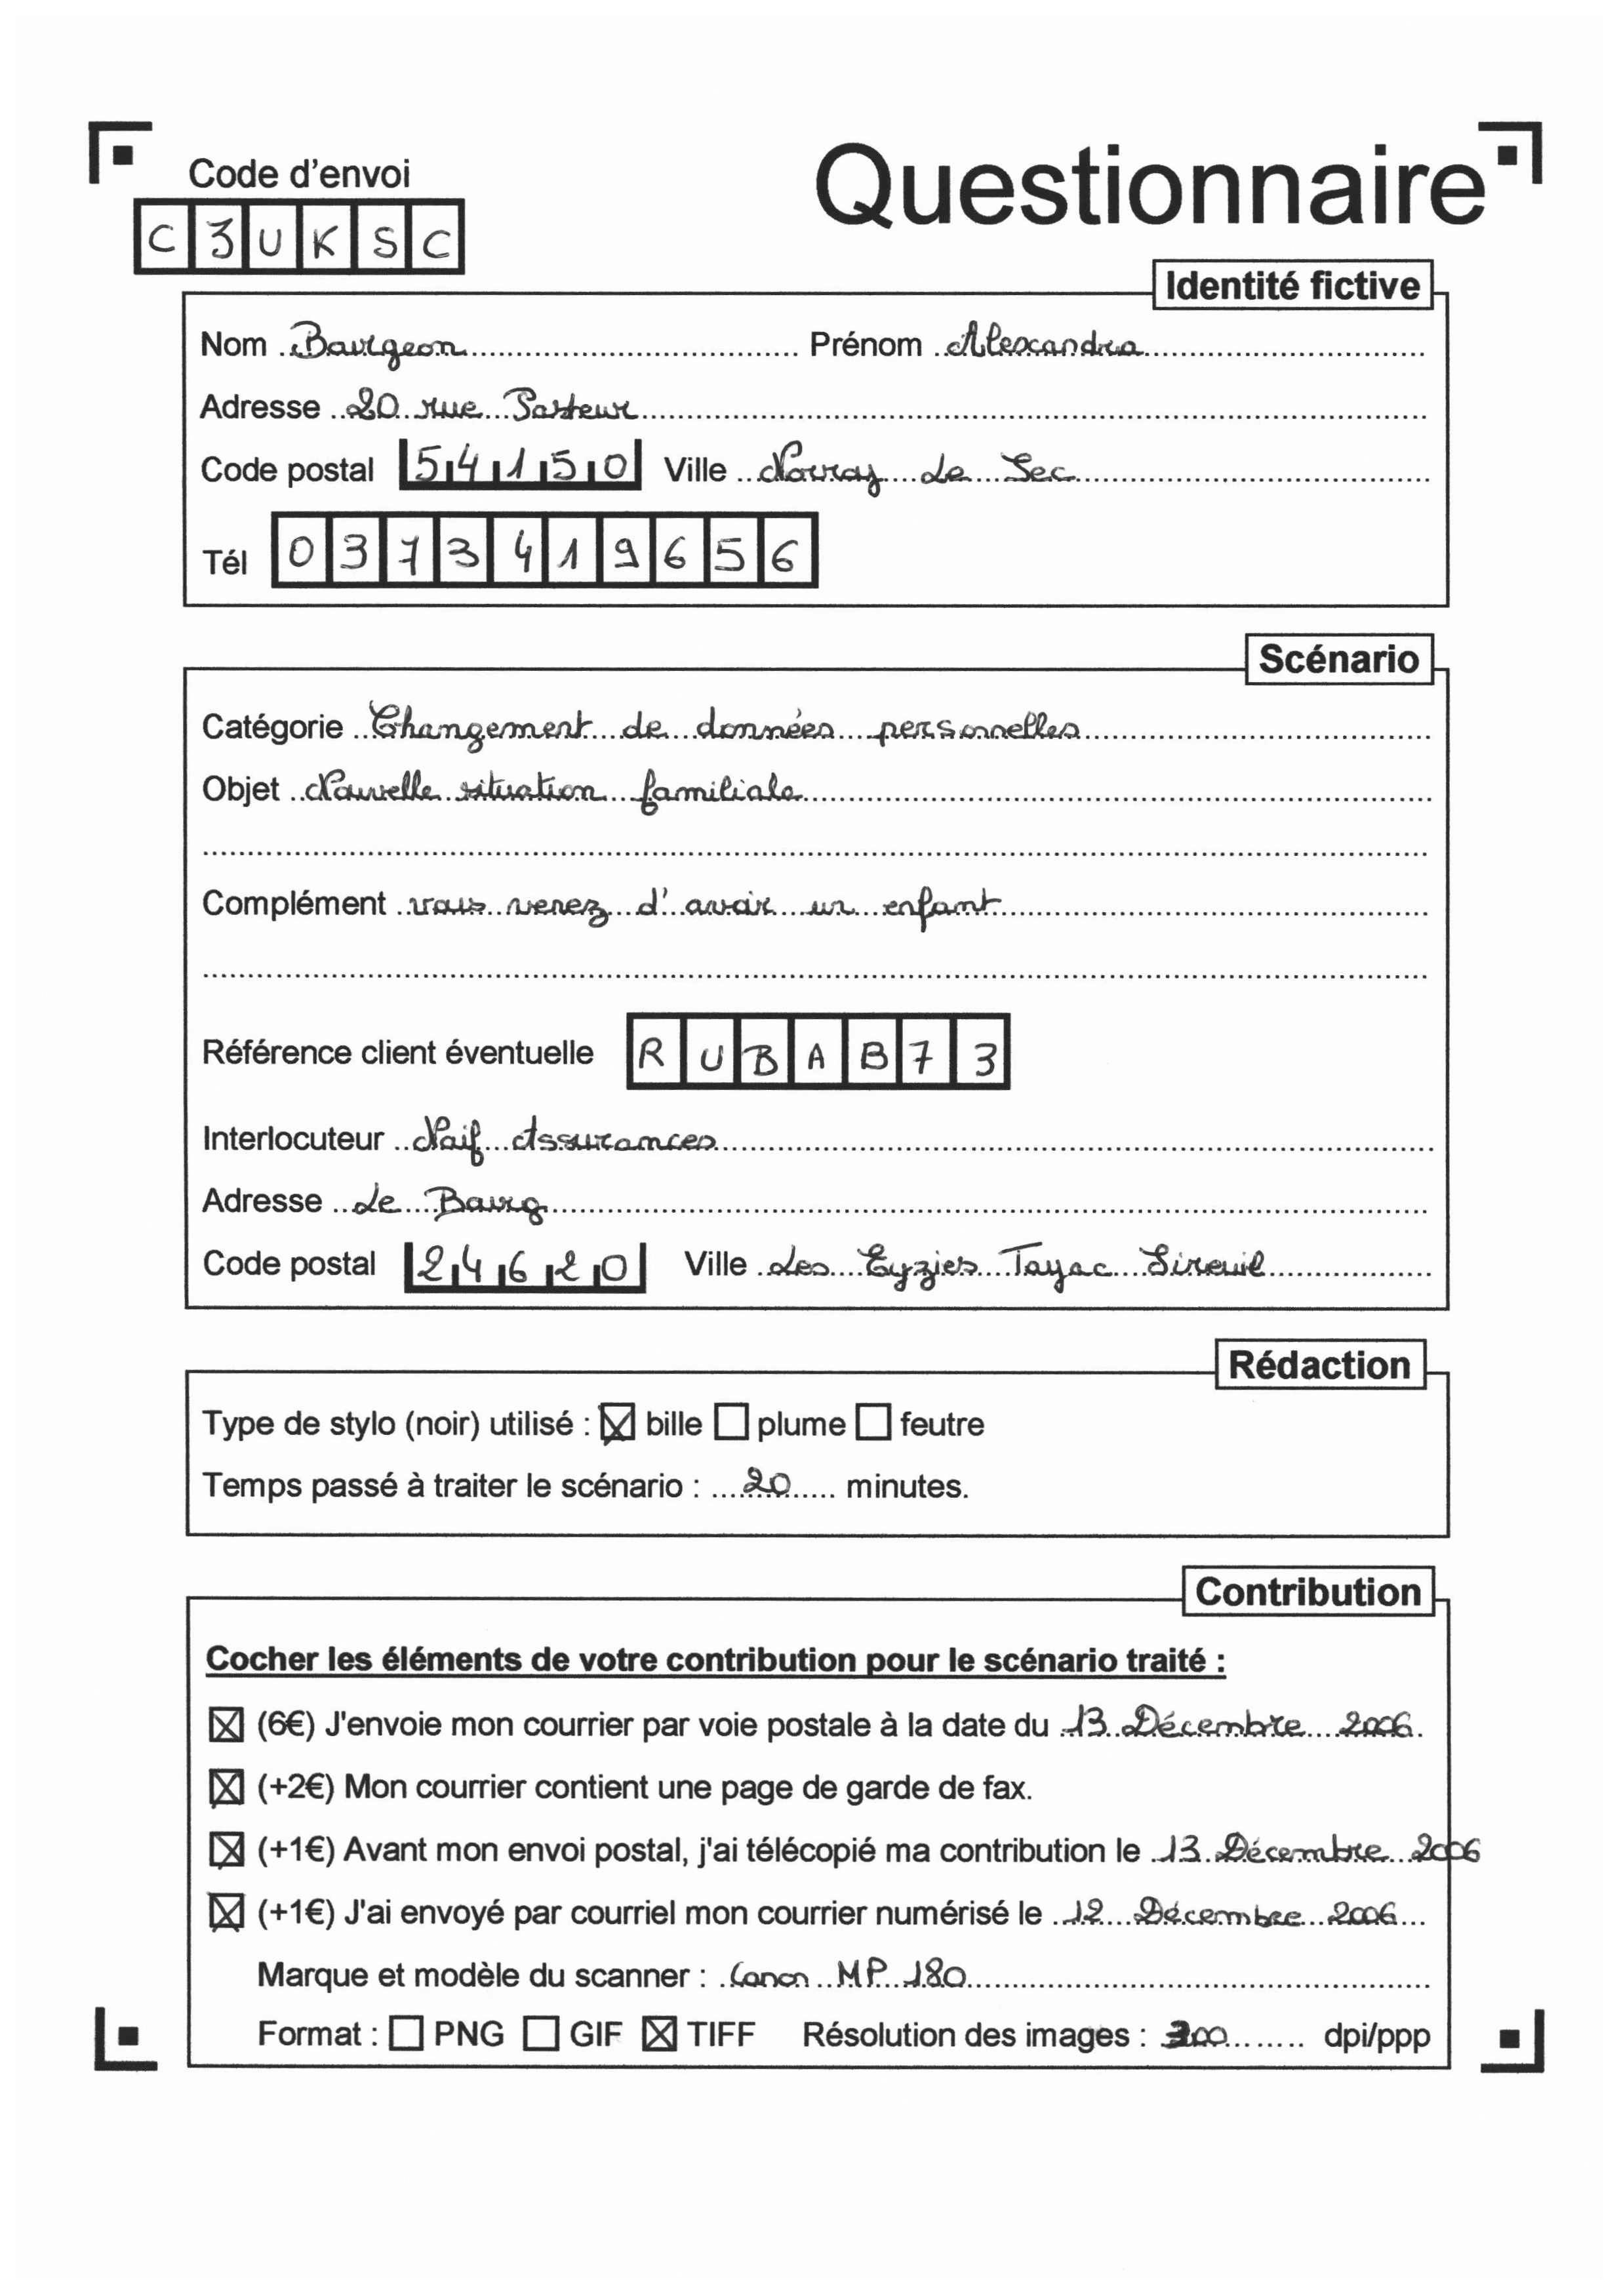 Code d'envoi
Questionnaire
C3UKSC
Identité fictive
Nom Bourgeon Prénom Alexandra
Adresse 20 rue Pasteur
Code postal 54150 Ville Norroy Le Sec
Tél 0373419656
Scénario
Catégorie Changement de données personnelles
Objet Nouvelle situation familiale
Complément vous venez d'avoir un enfant
Référence client éventuelle RUBAB73
Interlocuteur Naif Assurances
Adresse Le Bourg
Code postal 24620 Ville Les Eyzies Tayac Sireuil
Rédaction
Type de stylo (noir) utilisé : bille plume feutre
Temps passé à traiter le scénario : 20 minutes.
Contribution
Cocher les éléments de votre contribution pour le scénario traité :
(6€) J'envoie mon courrier par voie postale à la date du 13 Décembre 2006
(+2€) Mon courrier contient une page de garde de fax.
(+1€) Avant mon envoi postal, j'ai télécopié ma contribution le 13 Décembre 2006
(+1€) J'ai envoyé par courriel mon courrier numérisé le 12 Décembre 2006
Marque et modèle du scanner : Canon MP 180
Format : PNG GIF TIFF Résolution des images : 300 dpi/ppp